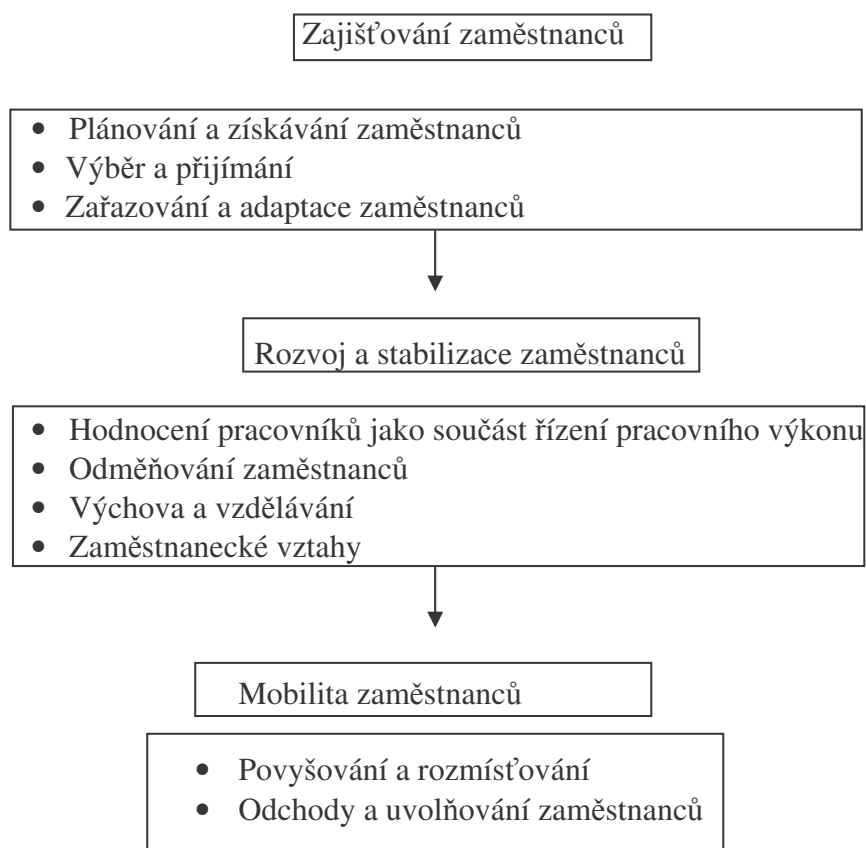 Zajišťování zaměstnanců
• Plánování a získávání zaměstnanců
• Výběr a přijímání
• Zařazování a adaptace zaměstnanců
Rozvoj a stabilizace zaměstnanců
• Hodnocení pracovníků jako součást řízení pracovního výkonu
• Odměňování zaměstnanců
• Výchova a vzdělávání
• Zaměstnanecké vztahy
Mobilita zaměstnanců
• Povyšování a rozmísťování
• Odchody a uvolňování zaměstnanců